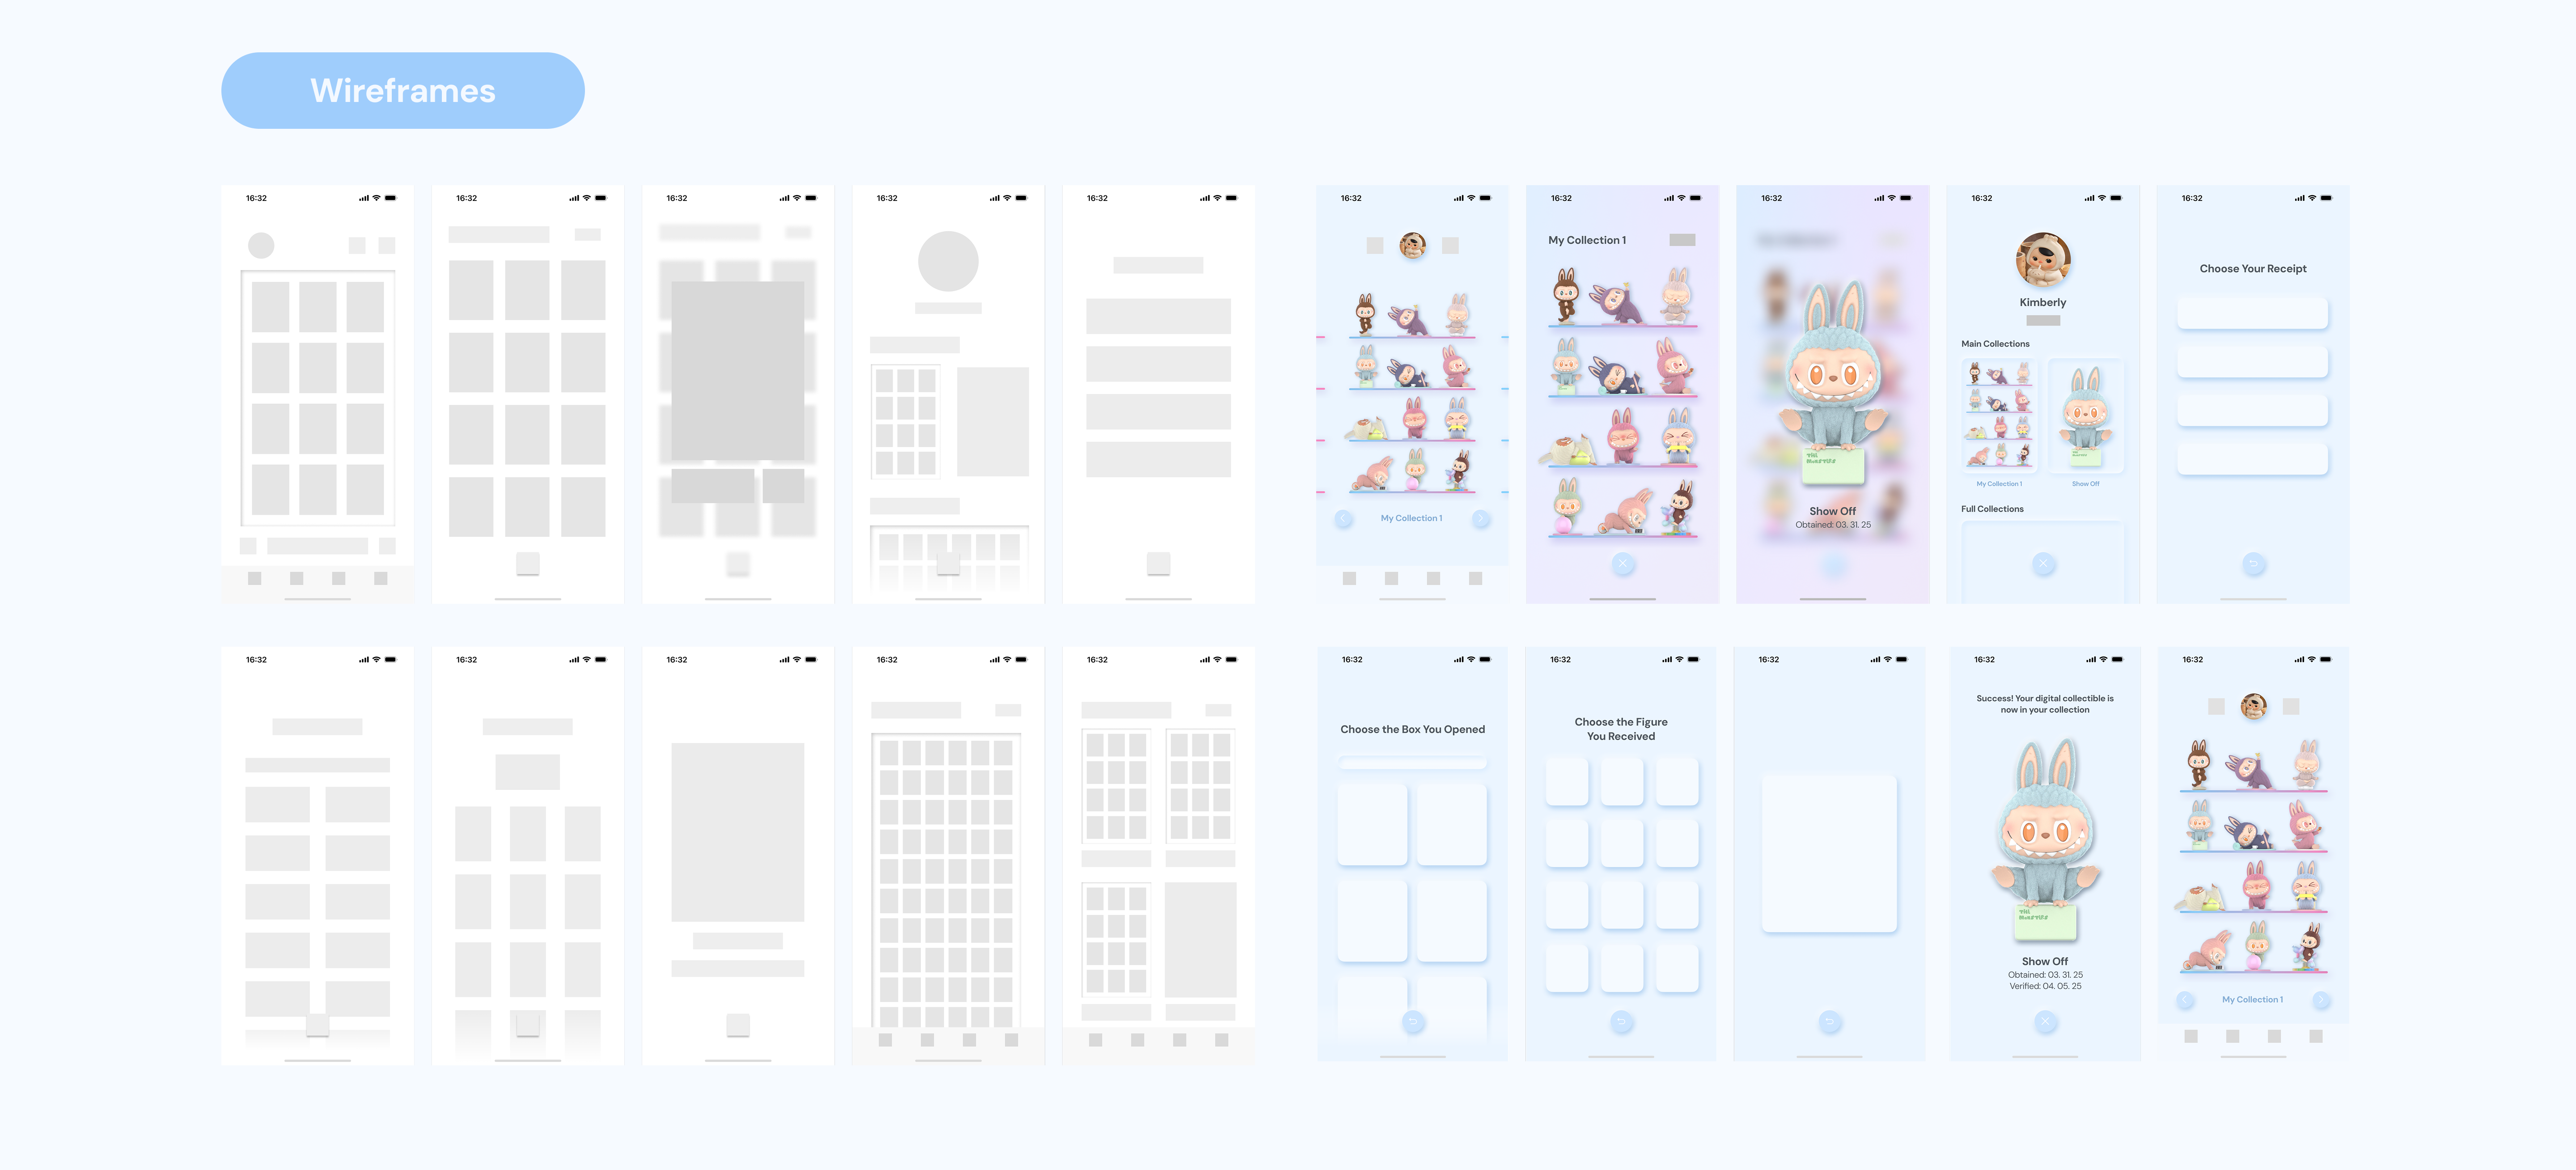 Wireframes
16:32
16:32
16:32
16:32
16:32
16:32
My Collection 1
16:32
My Collection 1
16:32
THE
MONSTERS
Show Off
Obtained: 03. 31. 25
16:32
Kimberly
Main Collections
My Collection 1
Show Off
Full Collections
16:32
Choose Your Receipt
16:32
16:32
16:32
16:32
16:32
16:32
Choose the Box You Opened
16:32
Choose the Figure
You Received
16:32
16:32
Success! Your digital collectible is
now in your collection
THE
MONSTERS
Show Off
Obtained: 03. 31. 25
Verified: 04. 05. 25
16:32
My Collection 1